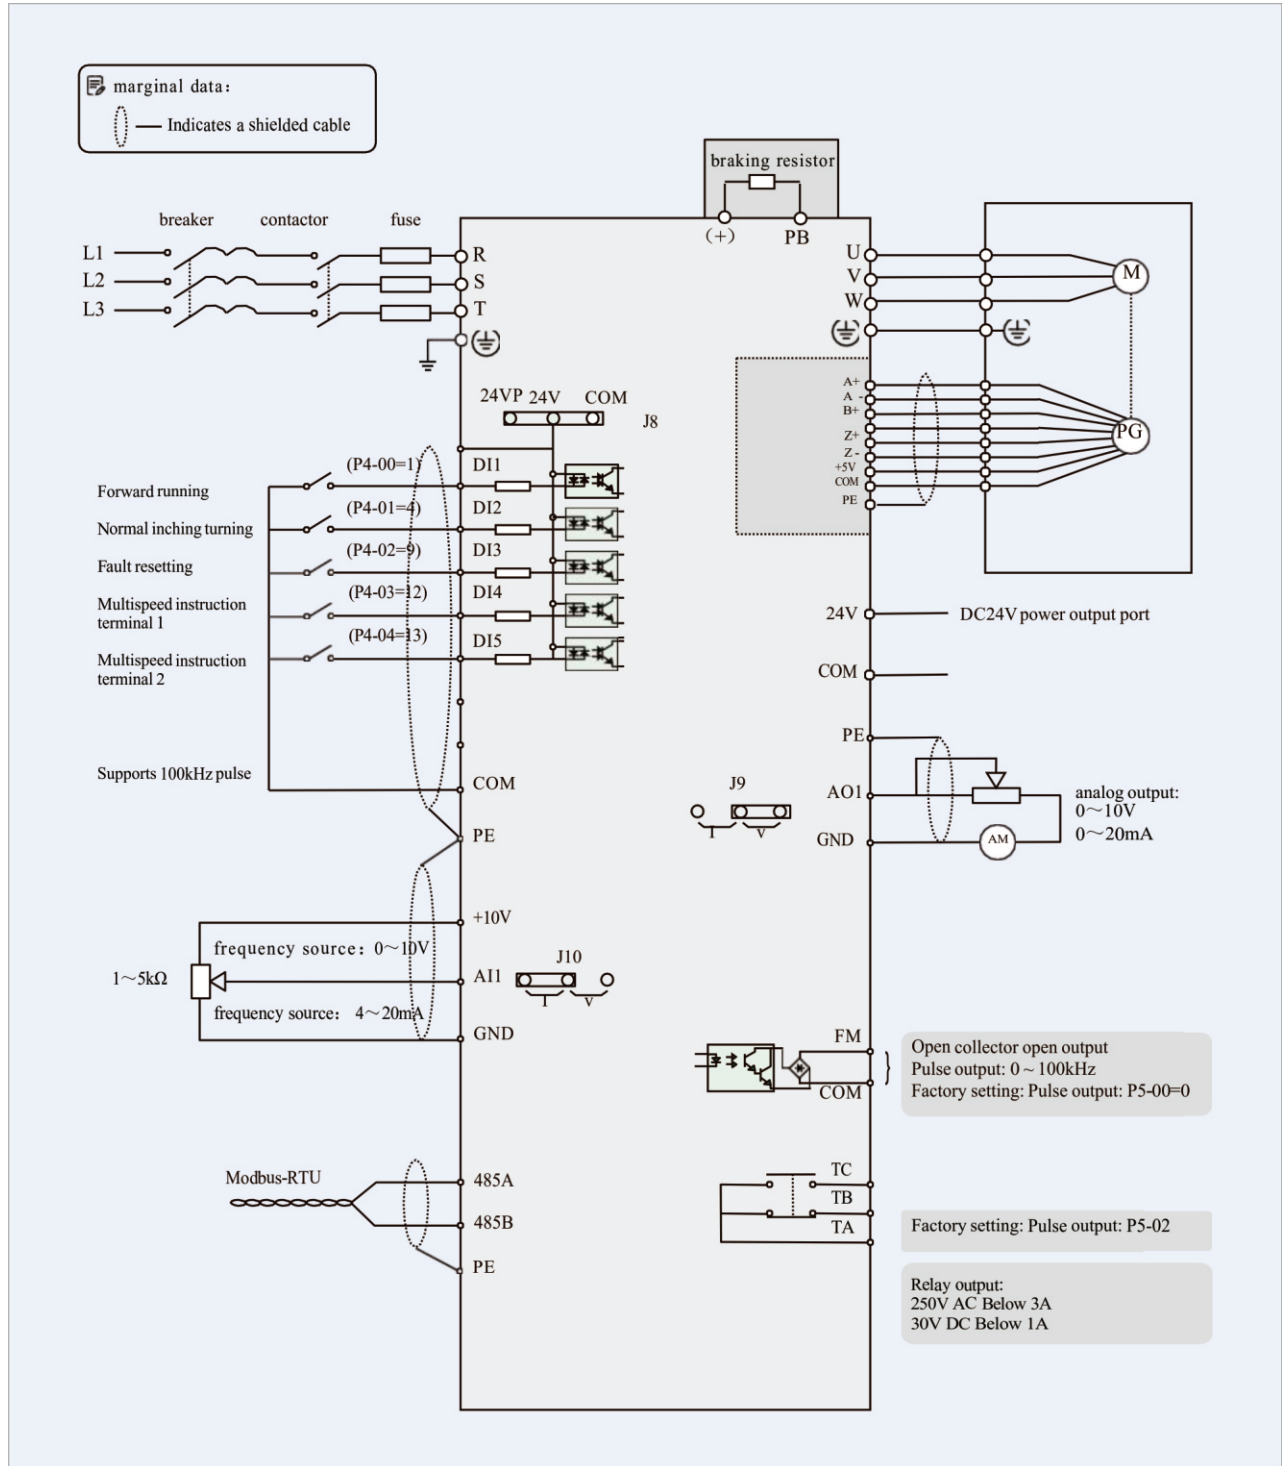 marginal data:
Indicates a shielded cable
braking resistor
(+)
PB
breaker
contactor
fuse
L1
L2
L3
R
S
T
U
V
W
M
A+
A -
B+
Z+
Z -
+5V
COM
PE
PG
24VP 24V COM
J8
Forward running
(P4-00=1)
DI1
Normal inching turning
(P4-01=4)
DI2
Fault resetting
(P4-02=9)
DI3
Multispeed instruction
terminal 1
(P4-03=12)
DI4
Multispeed instruction
terminal 2
(P4-04=13)
DI5
Supports 100kHz pulse
COM
PE
24V
DC24V power output port
COM
PE
J9
I
V
AO1
GND
AM
analog output:
0～10V
0～20mA
+10V
frequency source: 0～10V
1～5kΩ
AI1
J10
I
V
frequency source: 4～20mA
GND
FM
COM
Open collector open output
Pulse output: 0 ~ 100kHz
Factory setting: Pulse output: P5-00=0
Modbus-RTU
485A
485B
PE
TC
TB
TA
Factory setting: Pulse output: P5-02
Relay output:
250V AC Below 3A
30V DC Below 1A